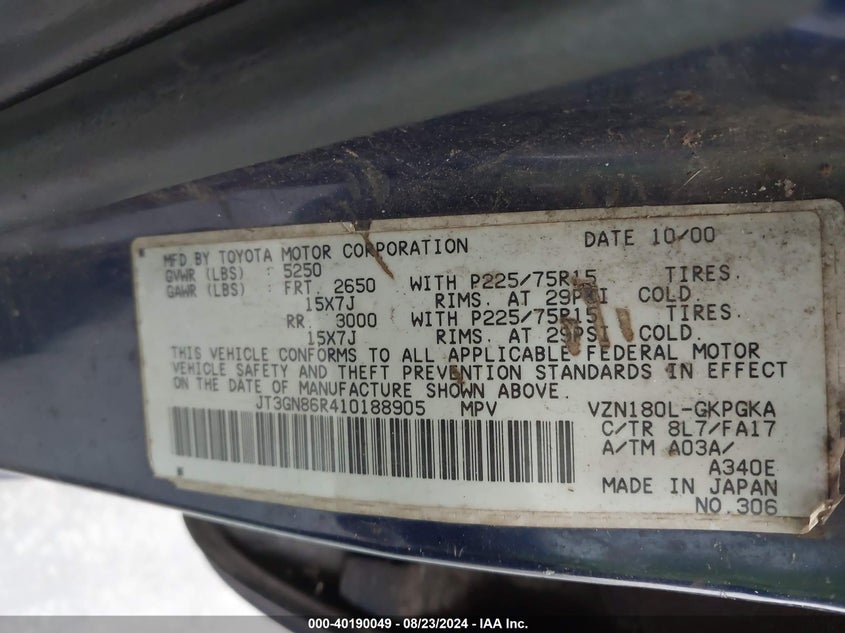 MFD BY TOYOTA MOTOR CORPORATION DATE 10/00
GVWR (LBS) 5250
GAWR (LBS) FRT. 2650 WITH P225/75R15 TIRES.
15X7J RIMS. AT 29PSI COLD.
RR. 3000 WITH P225/75R15 TIRES.
15X7J RIMS. AT 29PSI COLD.
THIS VEHICLE CONFORMS TO ALL APPLICABLE FEDERAL MOTOR
VEHICLE SAFETY AND THEFT PREVENTION STANDARDS IN EFFECT
ON THE DATE OF MANUFACTURE SHOWN ABOVE.
JT3GN86R410188905 MPV VZN180L-GKPGKA
C/TR 8L7/FA17
A/TM A03A/
A340E
MADE IN JAPAN
NO.306
000-40190049 - 08/23/2024 - IAA Inc.